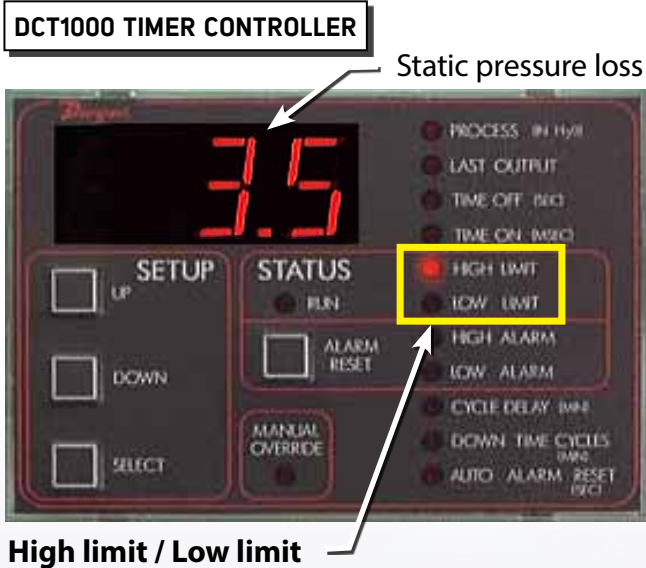 DCT1000 TIMER CONTROLLER
Static pressure loss
Dwyer
3.5
PROCESS IN H₂O
LAST OUTPUT
TIME OFF (SEC)
TIME ON (MSEC)
SETUP
STATUS
HIGH LIMIT
UP
RUN
LOW LIMIT
ALARM
RESET
HIGH ALARM
DOWN
LOW ALARM
CYCLE DELAY (MIN)
MANUAL
OVERRIDE
DOWN TIME CYCLES
(MIN)
SELECT
AUTO ALARM RESET
(SEC)
High limit / Low limit